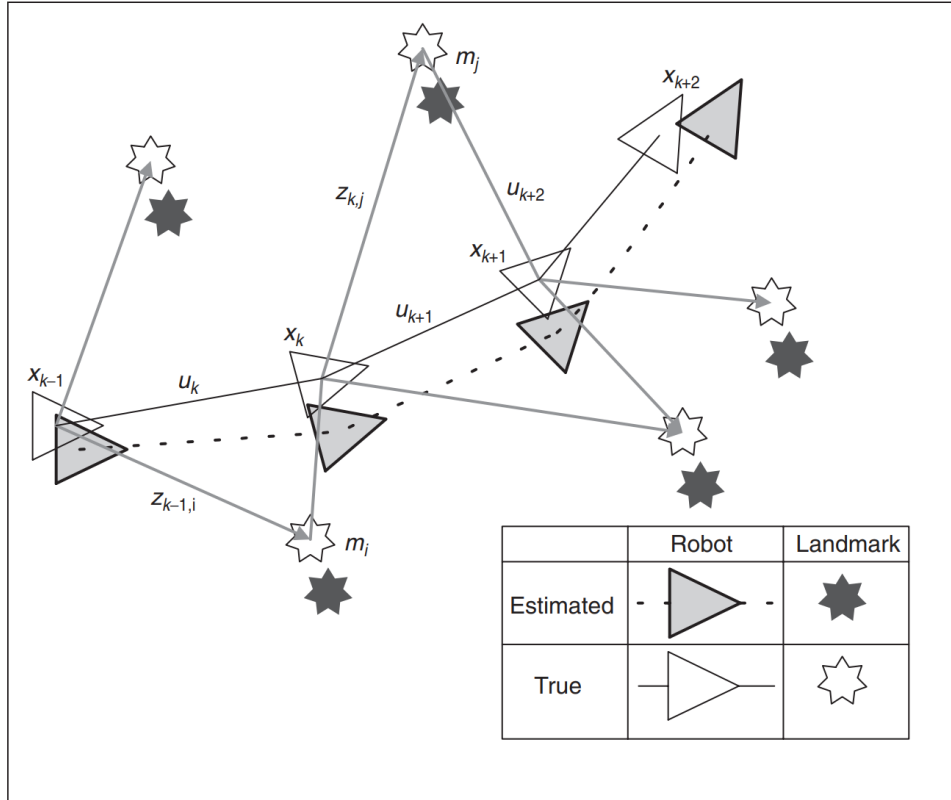 m_j
x_{k+2}
z_{k,j}
u_{k+2}
x_{k+1}
u_{k+1}
x_k
x_{k–1}
u_k
z_{k–1,i}
m_i
Robot Landmark
Estimated
True